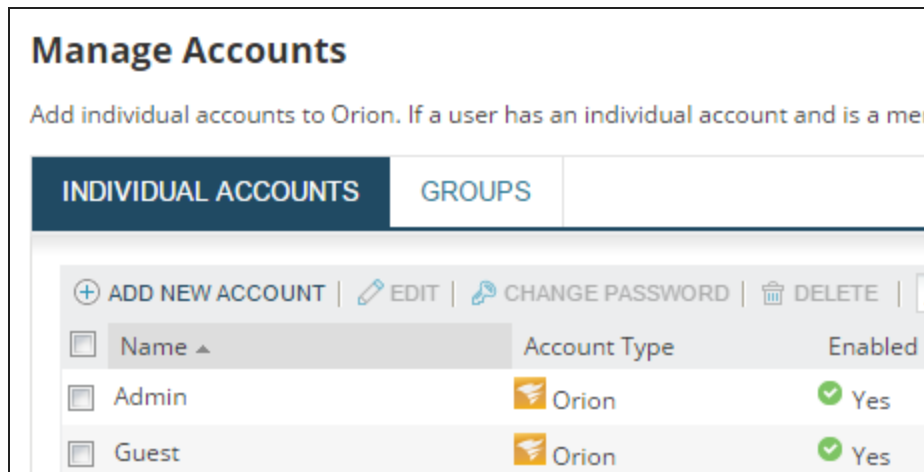 Manage Accounts
Add individual accounts to Orion. If a user has an individual account and is a
INDIVIDUAL ACCOUNTS GROUPS
ADD NEW ACCOUNT | EDIT | CHANGE PASSWORD | DELETE |
Name Account Type Enabled
Admin Orion Yes
Guest Orion Yes